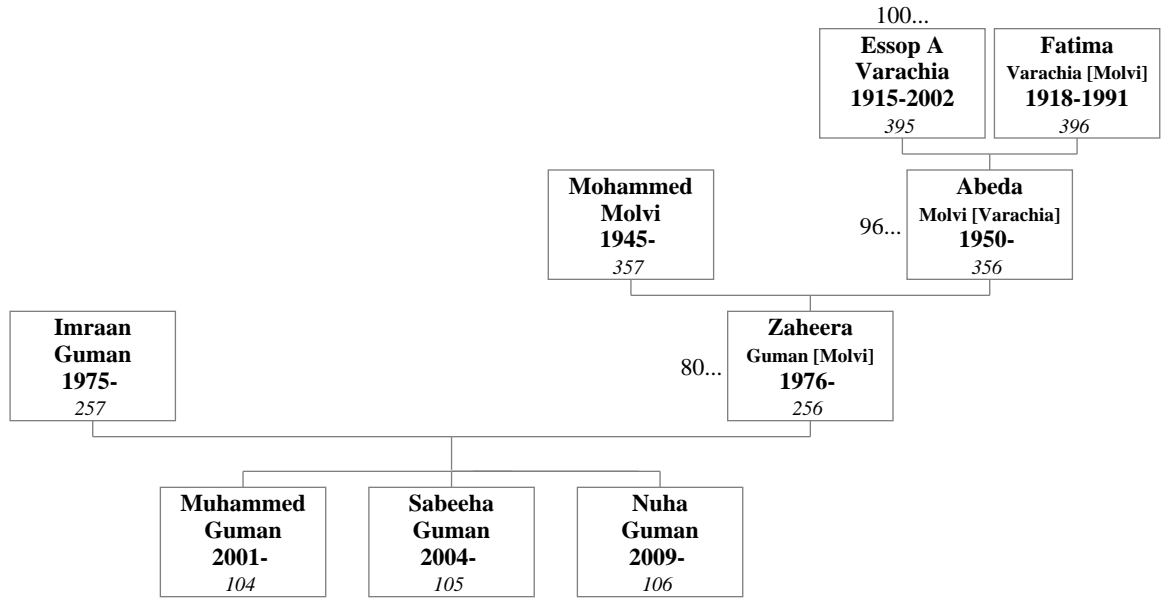 100...
Essop A
Varachia
1915-2002
395
Fatima
Varachia [Molvi]
1918-1991
396
Mohammed
Molvi
1945-
357
96...
Abeda
Molvi [Varachia]
1950-
356
Imraan
Guman
1975-
257
80...
Zaheera
Guman [Molvi]
1976-
256
Muhammed
Guman
2001-
104
Sabeeha
Guman
2004-
105
Nuha
Guman
2009-
106